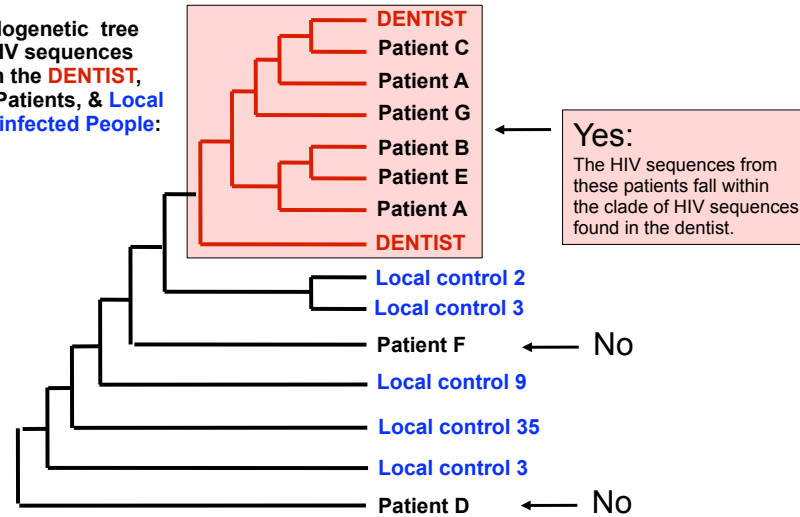 tree
sequences
the DENTIST,
Patients, & Local
infected People:
DENTIST
Patient C
Patient A
Patient G
Patient B
Patient E
Patient A
DENTIST
Yes:
The HIV sequences from
these patients fall within
the clade of HIV sequences
found in the dentist.
Local control 2
Local control 3
Patient F
No
Local control 9
Local control 35
Local control 3
Patient D
No